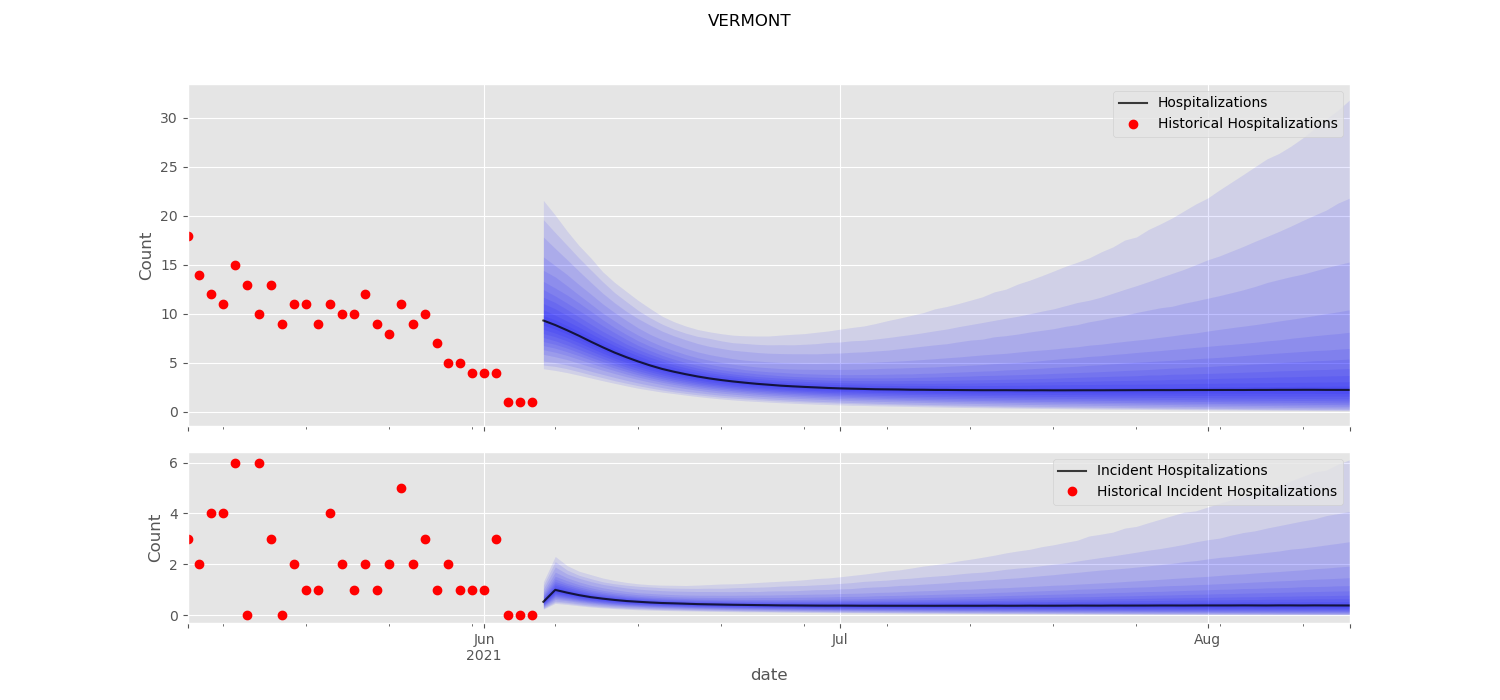 VERMONT
Hospitalizations
Historical Hospitalizations
30
25
20
15
10
5
0
Count
Incident Hospitalizations
Historical Incident Hospitalizations
6
4
2
0
Count
Jun
2021
Jul
Aug
date